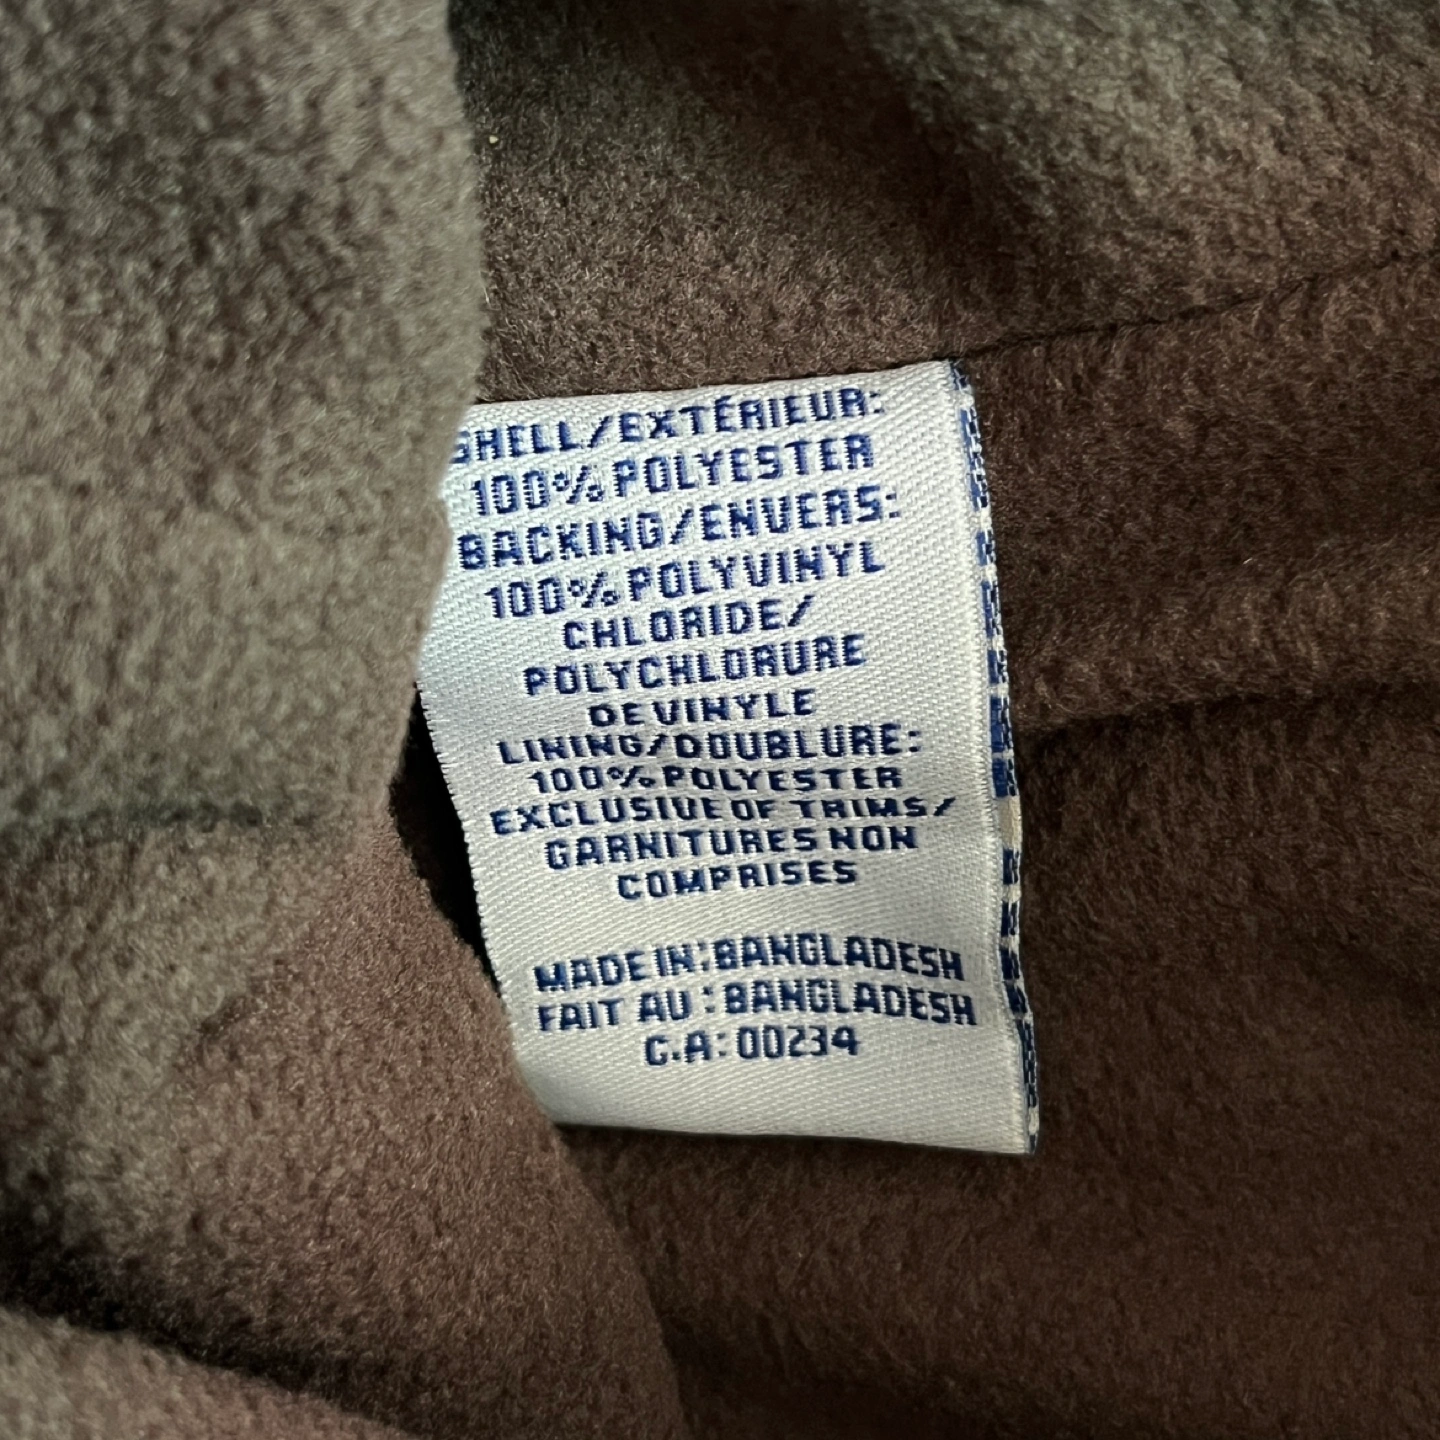 SHELL/EXTÉRIEUR:
100% POLYESTER
BACKING/ENVERS:
100% POLYVINYL
CHLORIDE/
POLYCHLORURE
DE VINYLE
LINING/DOUBLURE:
100% POLYESTER
EXCLUSIVE OF TRIMS/
GARNITURES NON
COMPRISES
MADE IN:BANGLADESH
FAIT AU : BANGLADESH
C.A: 00234